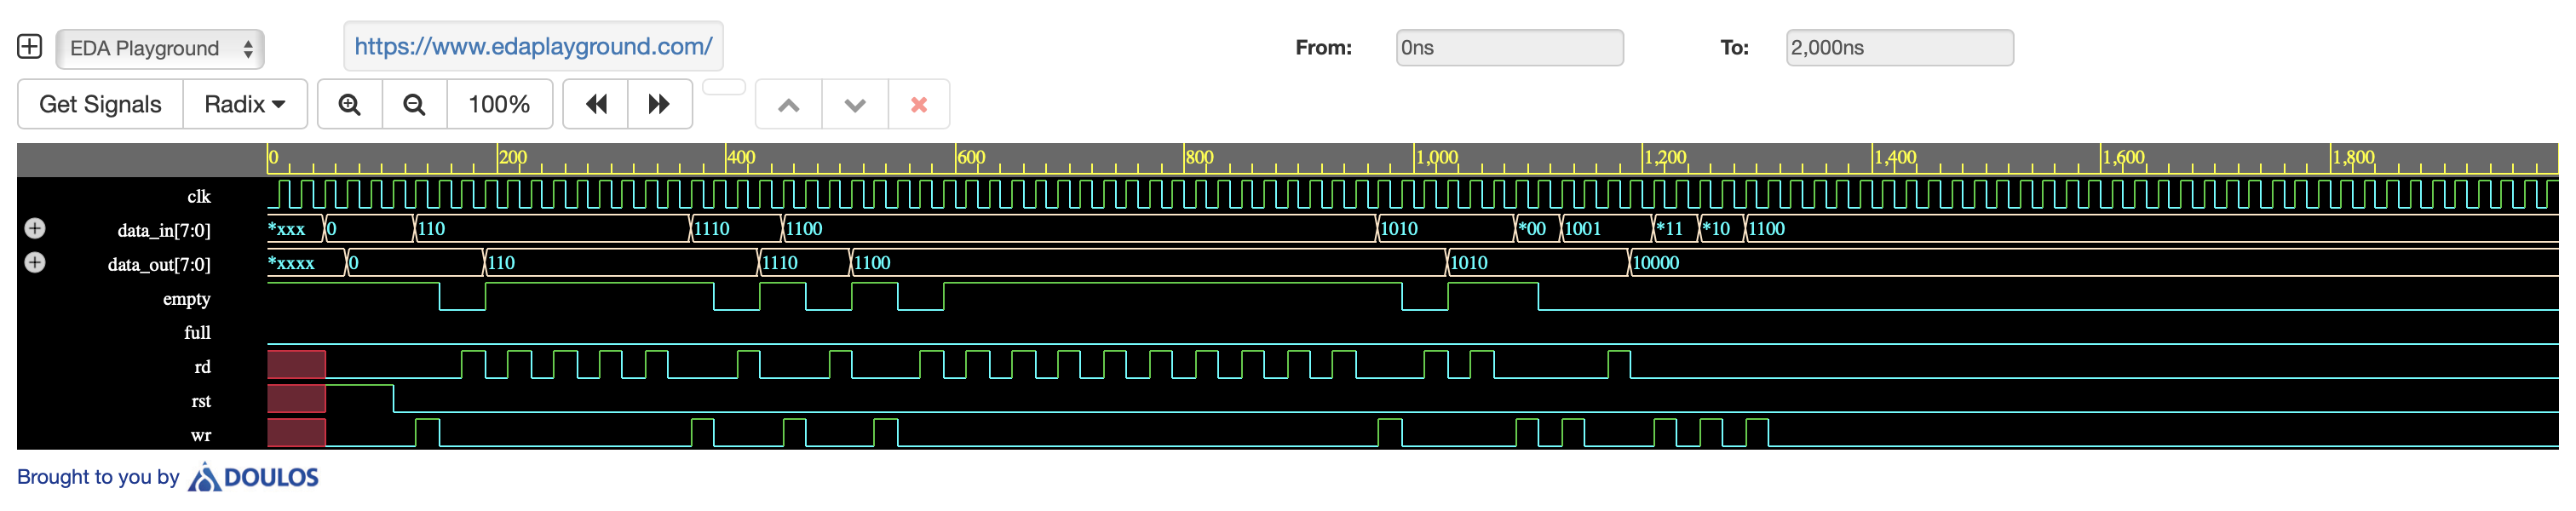 EDA Playground https://www.edaplayground.com/ From: 0ns To: 2,000ns
Get Signals Radix 100%
0 200 400 600 800 1,000 1,200 1,400 1,600 1,800
clk
data_in[7:0] *xxx 0 110 1110 1100 1010 *00 1001 *11 *10 1100
data_out[7:0] *xxxx 0 110 1110 1100 1010 10000
empty
full
rd
rst
wr
Brought to you by DOULOS